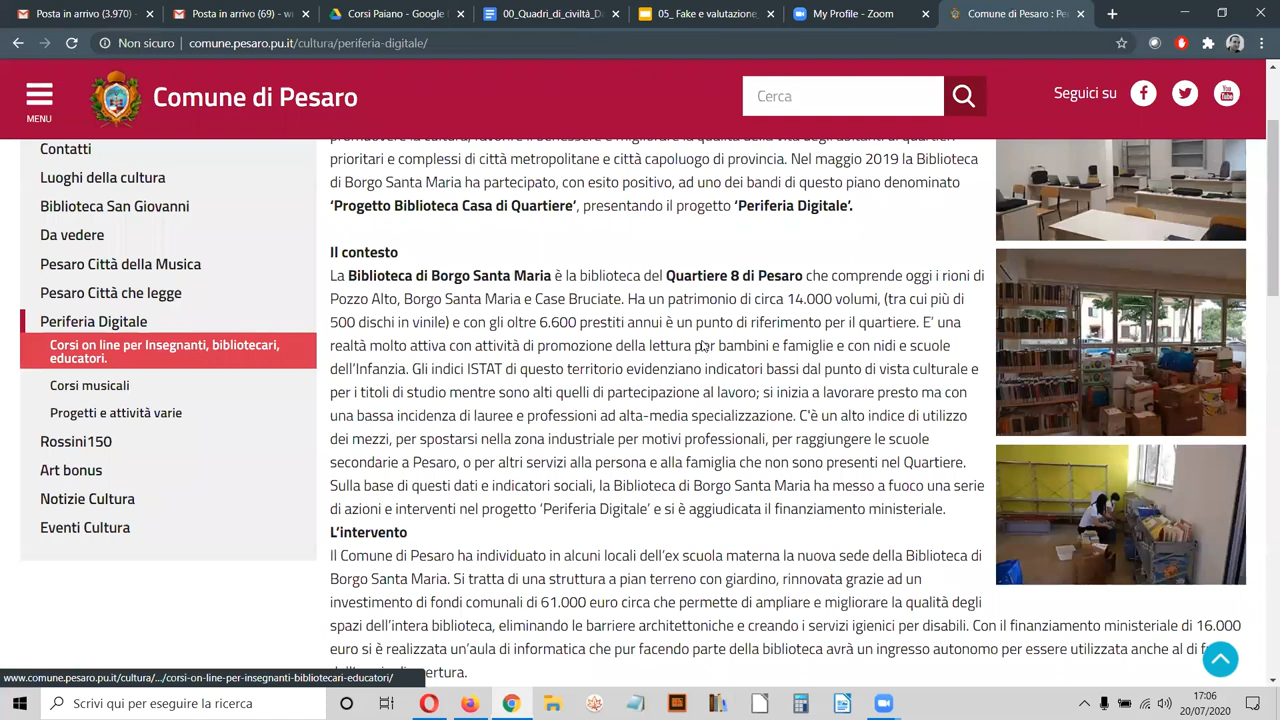 Posta in arrivo (3.970) -
Posta in arrivo (69) - w
Corsi Paiano - Google
00_Quadri_di_civiltà_D
05_ Fake e valutazione_
My Profile - Zoom
Comune di Pesaro : Pe
Non sicuro | comune.pesaro.pu.it/cultura/periferia-digitale/
MENU
Comune di Pesaro
Cerca
Seguici su
You
Tube
Contatti
Luoghi della cultura
Biblioteca San Giovanni
Da vedere
Pesaro Città della Musica
Pesaro Città che legge
Periferia Digitale
Corsi on line per Insegnanti, bibliotecari,
educatori.
Corsi musicali
Progetti e attività varie
Rossini150
Art bonus
Notizie Cultura
Eventi Cultura
prioritari e complessi di città metropolitane e città capoluogo di provincia. Nel maggio 2019 la Biblioteca
di Borgo Santa Maria ha partecipato, con esito positivo, ad uno dei bandi di questo piano denominato
‘Progetto Biblioteca Casa di Quartiere’, presentando il progetto ‘Periferia Digitale’.
Il contesto
La Biblioteca di Borgo Santa Maria è la biblioteca del Quartiere 8 di Pesaro che comprende oggi i rioni di
Pozzo Alto, Borgo Santa Maria e Case Bruciate. Ha un patrimonio di circa 14.000 volumi, (tra cui più di
500 dischi in vinile) e con gli oltre 6.600 prestiti annui è un punto di riferimento per il quartiere. E’ una
realtà molto attiva con attività di promozione della lettura per bambini e famiglie e con nidi e scuole
dell’Infanzia. Gli indici ISTAT di questo territorio evidenziano indicatori bassi dal punto di vista culturale e
per i titoli di studio mentre sono alti quelli di partecipazione al lavoro; si inizia a lavorare presto ma con
una bassa incidenza di lauree e professioni ad alta-media specializzazione. C'è un alto indice di utilizzo
dei mezzi, per spostarsi nella zona industriale per motivi professionali, per raggiungere le scuole
secondarie a Pesaro, o per altri servizi alla persona e alla famiglia che non sono presenti nel Quartiere.
Sulla base di questi dati e indicatori sociali, la Biblioteca di Borgo Santa Maria ha messo a fuoco una serie
di azioni e interventi nel progetto ‘Periferia Digitale’ e si è aggiudicata il finanziamento ministeriale.
L’intervento
Il Comune di Pesaro ha individuato in alcuni locali dell’ex scuola materna la nuova sede della Biblioteca di
Borgo Santa Maria. Si tratta di una struttura a pian terreno con giardino, rinnovata grazie ad un
investimento di fondi comunali di 61.000 euro circa che permette di ampliare e migliorare la qualità degli
spazi dell’intera biblioteca, eliminando le barriere architettoniche e creando i servizi igienici per disabili. Con il finanziamento ministeriale di 16.000
euro si è realizzata un’aula di informatica che pur facendo parte della biblioteca avrà un ingresso autonomo per essere utilizzata anche al di f
ertura.
www.comune.pesaro.pu.it/cultura/.../corsi-on-line-per-insegnanti-bibliotecari-educatori/
Scrivi qui per eseguire la ricerca
17:06
20/07/2020